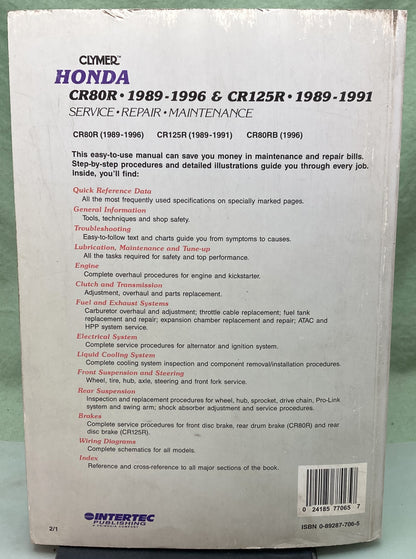 CLYMER™
HONDA
CR80R • 1989-1996 & CR125R • 1989-1991
SERVICE • REPAIR • MAINTENANCE
CR80R (1989-1996) CR125R (1989-1991) CR80RB (1996)
This easy-to-use manual can save you money in maintenance and repair bills.
Step-by-step procedures and detailed illustrations guide you through every job.
Inside, you'll find:
Quick Reference Data
All the most frequently used specifications on specially marked pages.
General Information
Tools, techniques and shop safety.
Troubleshooting
Easy-to-follow text and charts guide you from symptoms to causes.
Lubrication, Maintenance and Tune-up
All the tasks required for safety and top performance.
Engine
Complete overhaul procedures for engine and kickstarter.
Clutch and Transmission
Adjustment, overhaul and parts replacement.
Fuel and Exhaust Systems
Carburetor overhaul and adjustment; throttle cable replacement; fuel tank
replacement and repair; expansion chamber replacement and repair; ATAC and
HPP system service.
Electrical System
Complete service procedures for alternator and ignition system.
Liquid Cooling System
Complete cooling system inspection and component removal/installation procedures.
Front Suspension and Steering
Wheel, tire, hub, axle, steering and front fork service.
Rear Suspension
Inspection and replacement procedures for wheel, hub, sprocket, drive chain, Pro-Link
system and swing arm; shock absorber adjustment and service procedures.
Brakes
Complete service procedures for front disc brake, rear drum brake (CR80R) and rear
disc brake (CR125R).
Wiring Diagrams
Complete schematics for all models.
Index
Reference and cross-reference to all major sections of the book.
0 24185 77065 7
INTERTEC
PUBLISHING
2/1
ISBN 0-89287-706-5